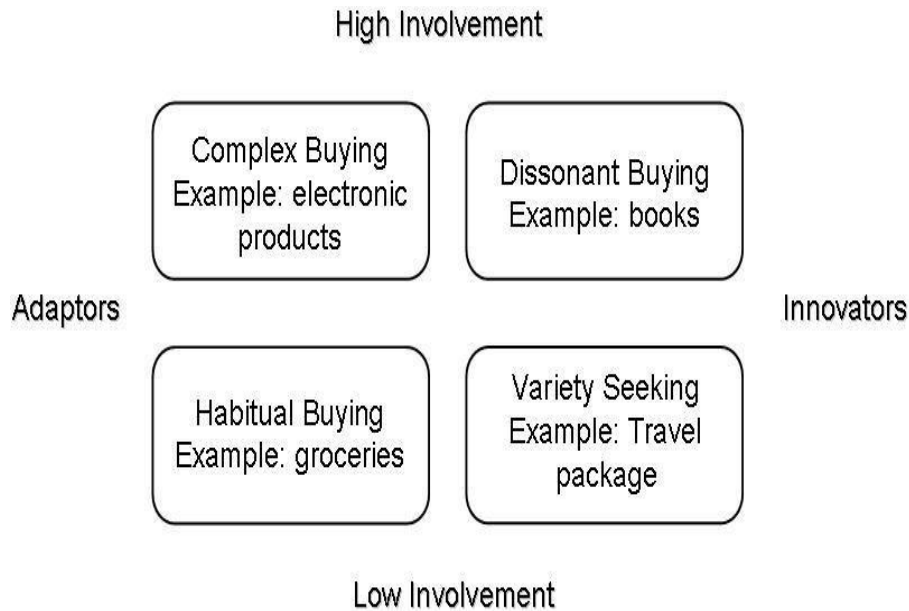 High Involvement
Complex Buying
Example: electronic
products
Dissonant Buying
Example: books
Adaptors
Innovators
Habitual Buying
Example: groceries
Variety Seeking
Example: Travel
package
Low Involvement